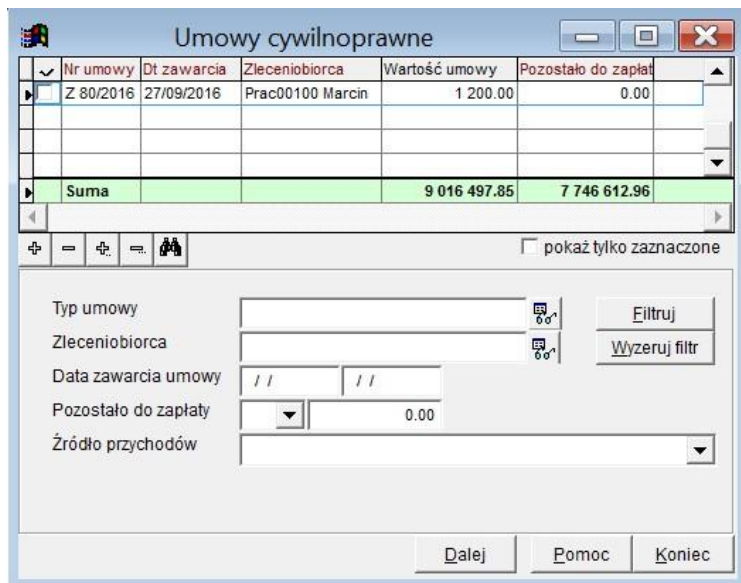 Umowy cywilnoprawne
Nr umowy Dt zawarcia Zleceniobiorca Wartość umowy Pozostało do zapłat
Z 80/2016 27/09/2016 Prac00100 Marcin 1 200.00 0.00
Suma 9 016 497.85 7 746 612.96
pokaż tylko zaznaczone
Typ umowy Filtruj
Zleceniobiorca Wyzeruj filtr
Data zawarcia umowy / / / /
Pozostało do zapłaty 0.00
Źródło przychodów
Dalej Pomoc Koniec